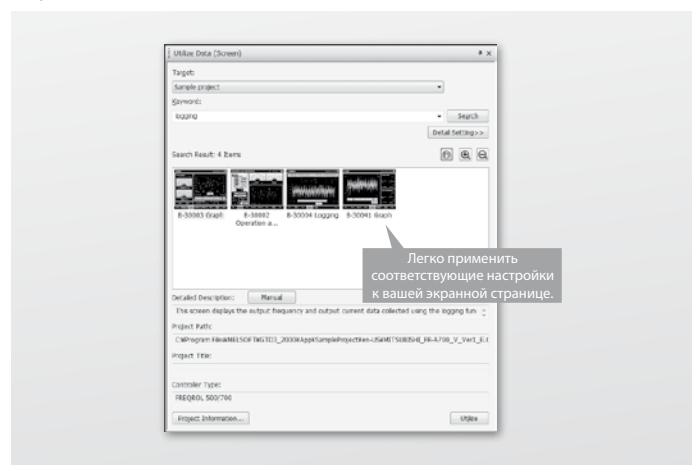 Utilize Data (Screen)
Target:
Sample project
Keyword:
logging
Search
Detail Setting>>
Search Result: 4 Items
B-30003 Graph
B-30002
Operation a...
B-30004 Logging
B-30041 Graph
Легко применить
соответствующие настройки
к вашей экранной странице.
Detailed Description:
Manual
This screen displays the output frequency and output current data collected using the logging fun
Project Path:
Project Title:
Controller Type:
FREQROL 500/700
Project Information...
Utilize